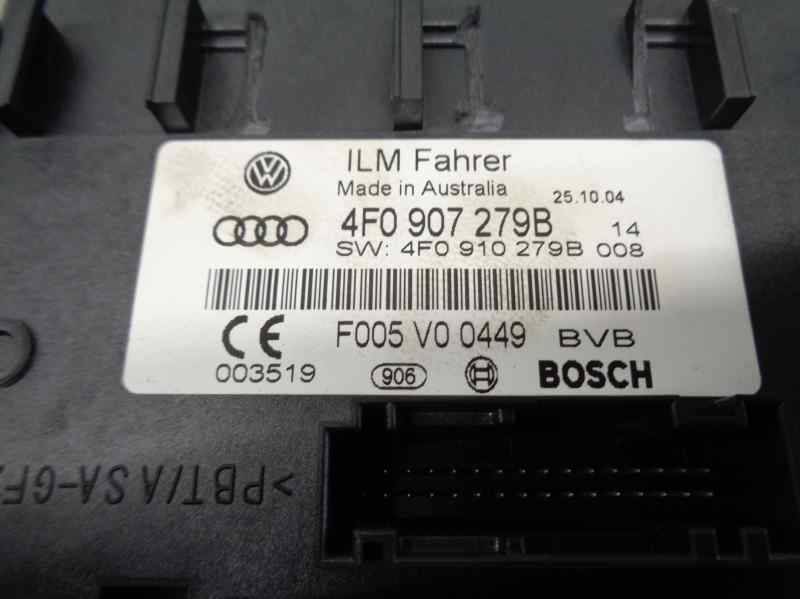 ILM Fahrer
Made in Australia 25.10.04
4F0 907 279B 14
SW: 4F0 910 279B 008
CE F005 V0 0449 BVB
003519 906 BOSCH
>PBT/ASA-GF